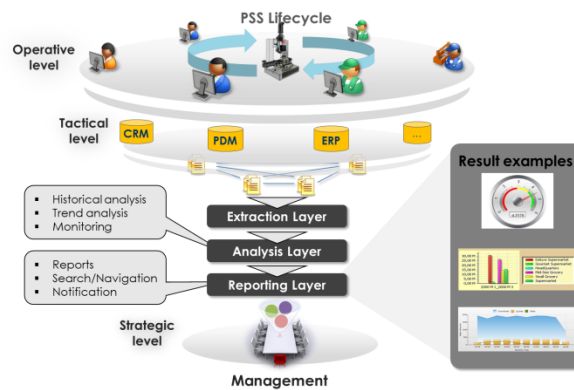 PSS Lifecycle
Operative
level
Tactical
level
CRM
PDM
ERP
...
Result examples
Extraction Layer
▪ Historical analysis
▪ Trend analysis
▪ Monitoring
Analysis Layer
▪ Reports
▪ Search/Navigation
▪ Notification
Reporting Layer
Strategic
level
Management